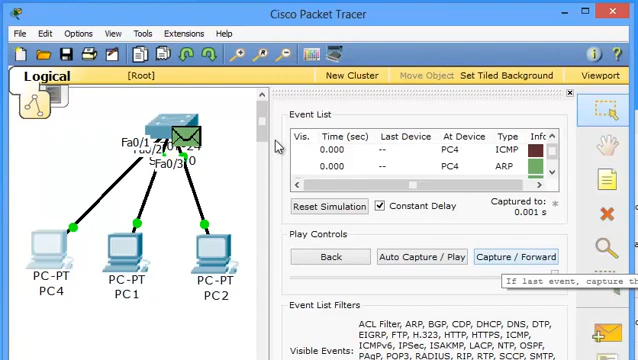 Cisco Packet Tracer
File Edit Options View Tools Extensions Help
Logical [Root] New Cluster Move Object Set Tiled Background Viewport
Event List
Vis. Time (sec) Last Device At Device Type Info
0.000 -- PC4 ICMP
0.000 -- PC4 ARP
Reset Simulation Constant Delay Captured to:
0.001 s
Play Controls
Back Auto Capture / Play Capture / Forward
If last event, capture th
Event List Filters
ACL Filter, ARP, BGP, CDP, DHCP, DNS, DTP,
EIGRP, FTP, H.323, HTTP, HTTPS, ICMP,
Visible Events: ICMPv6, IPSec, ISAKMP, LACP, NTP, OSPF,
PAgP, POP3, RADIUS, RIP, RTP, SCCP, SMTP,
Fa0/1
Fa0/2
Fa0/3
PC-PT
PC4
PC-PT
PC1
PC-PT
PC2